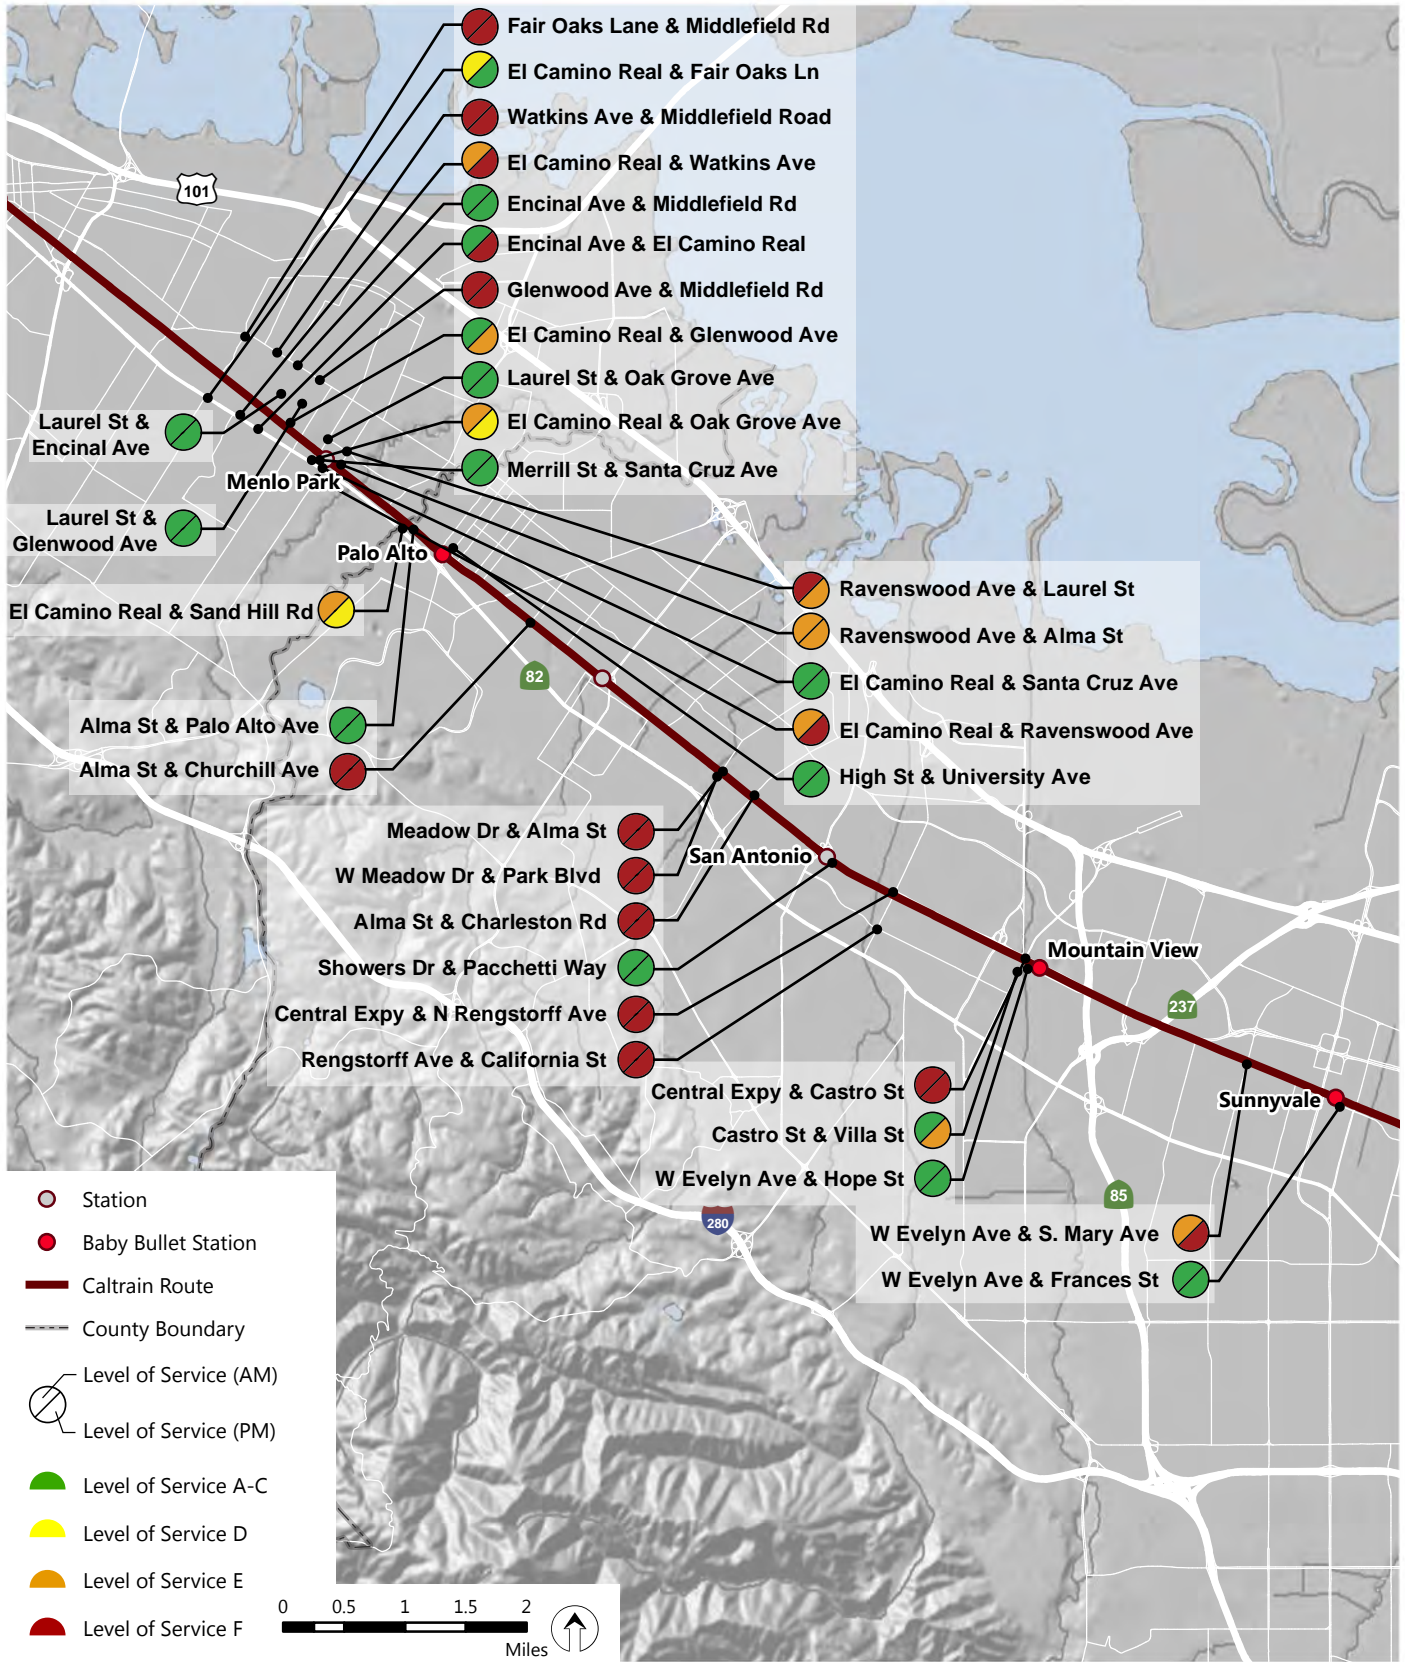 Fair Oaks Lane & Middlefield Rd
El Camino Real & Fair Oaks Ln
Watkins Ave & Middlefield Road
El Camino Real & Watkins Ave
101
Encinal Ave & Middlefield Rd
Encinal Ave & El Camino Real
Glenwood Ave & Middlefield Rd
El Camino Real & Glenwood Ave
Laurel St & Oak Grove Ave
El Camino Real & Oak Grove Ave
Merrill St & Santa Cruz Ave
Laurel St &
Encinal Ave
Menlo Park
Laurel St &
Glenwood Ave
Palo Alto
El Camino Real & Sand Hill Rd
82
Alma St & Palo Alto Ave
Alma St & Churchill Ave
Ravenswood Ave & Laurel St
Ravenswood Ave & Alma St
El Camino Real & Santa Cruz Ave
El Camino Real & Ravenswood Ave
High St & University Ave
Meadow Dr & Alma St
W Meadow Dr & Park Blvd
Alma St & Charleston Rd
Showers Dr & Pacchetti Way
Central Expy & N Rengstorff Ave
Rengstorff Ave & California St
San Antonio
Mountain View
237
Central Expy & Castro St
Castro St & Villa St
W Evelyn Ave & Hope St
Sunnyvale
85
280
W Evelyn Ave & S. Mary Ave
W Evelyn Ave & Frances St
Station
Baby Bullet Station
Caltrain Route
County Boundary
Level of Service (AM)
Level of Service (PM)
Level of Service A-C
Level of Service D
Level of Service E
Level of Service F
0 0.5 1 1.5 2
Miles